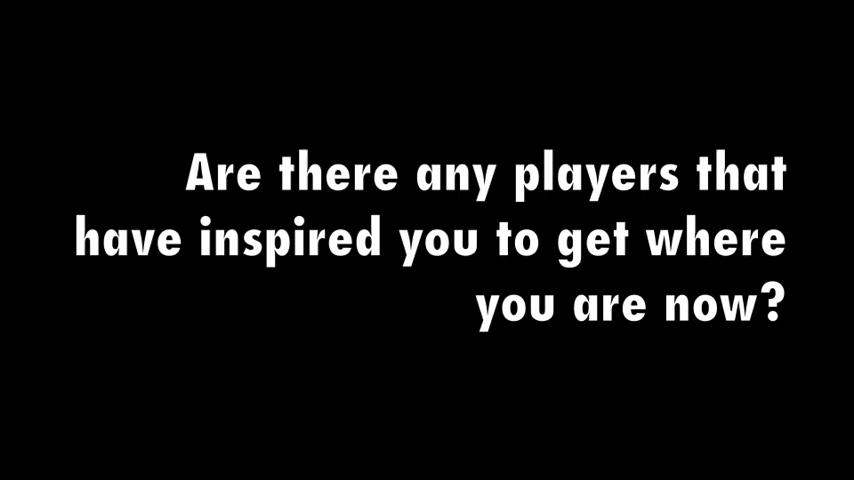 Are there any players that
have inspired you to get where
you are now?